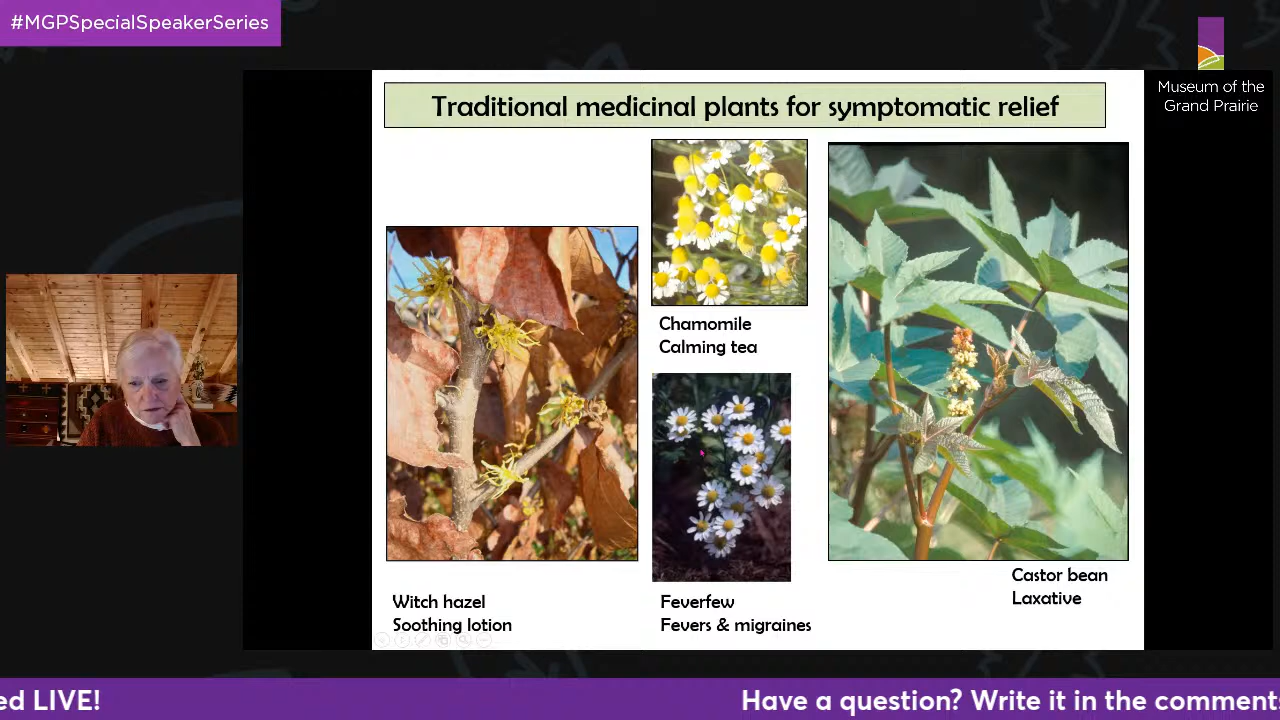 #MGPSpecialSpeakerSeries
Museum of the
Grand Prairie
Traditional medicinal plants for symptomatic relief
Chamomile
Calming tea
Castor bean
Laxative
Witch hazel
Soothing lotion
Feverfew
Fevers & migraines
ed LIVE!
Have a question? Write it in the comments